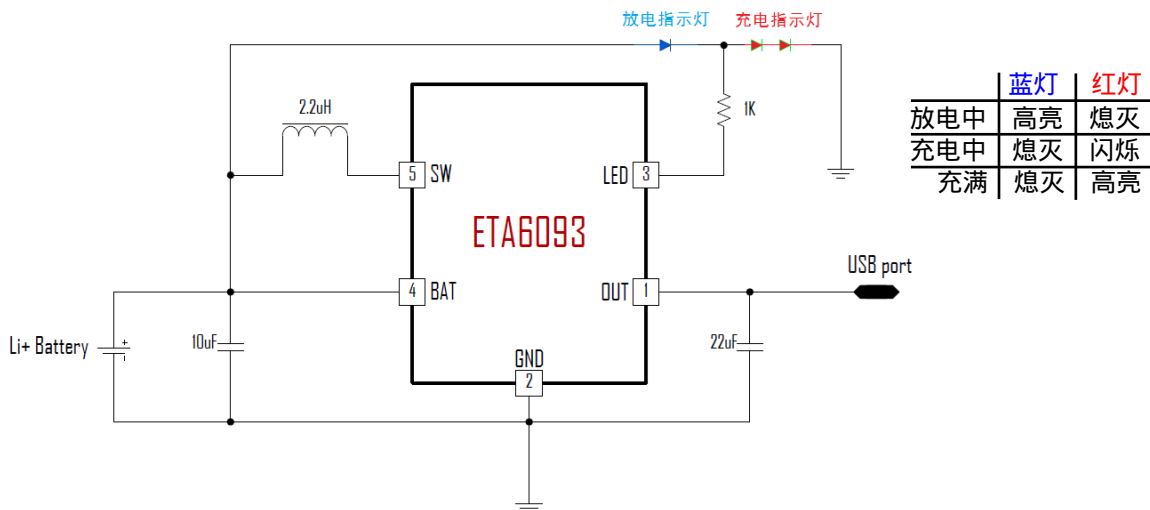 放电指示灯 充电指示灯
蓝灯 红灯
放电中 高亮 熄灭
充电中 熄灭 闪烁
充满 熄灭 高亮
2.2uH
1K
5 SW
LED 3
ETA6093
USB port
4 BAT
OUT 1
Li+ Battery
+
10uF
22uF
GND
2